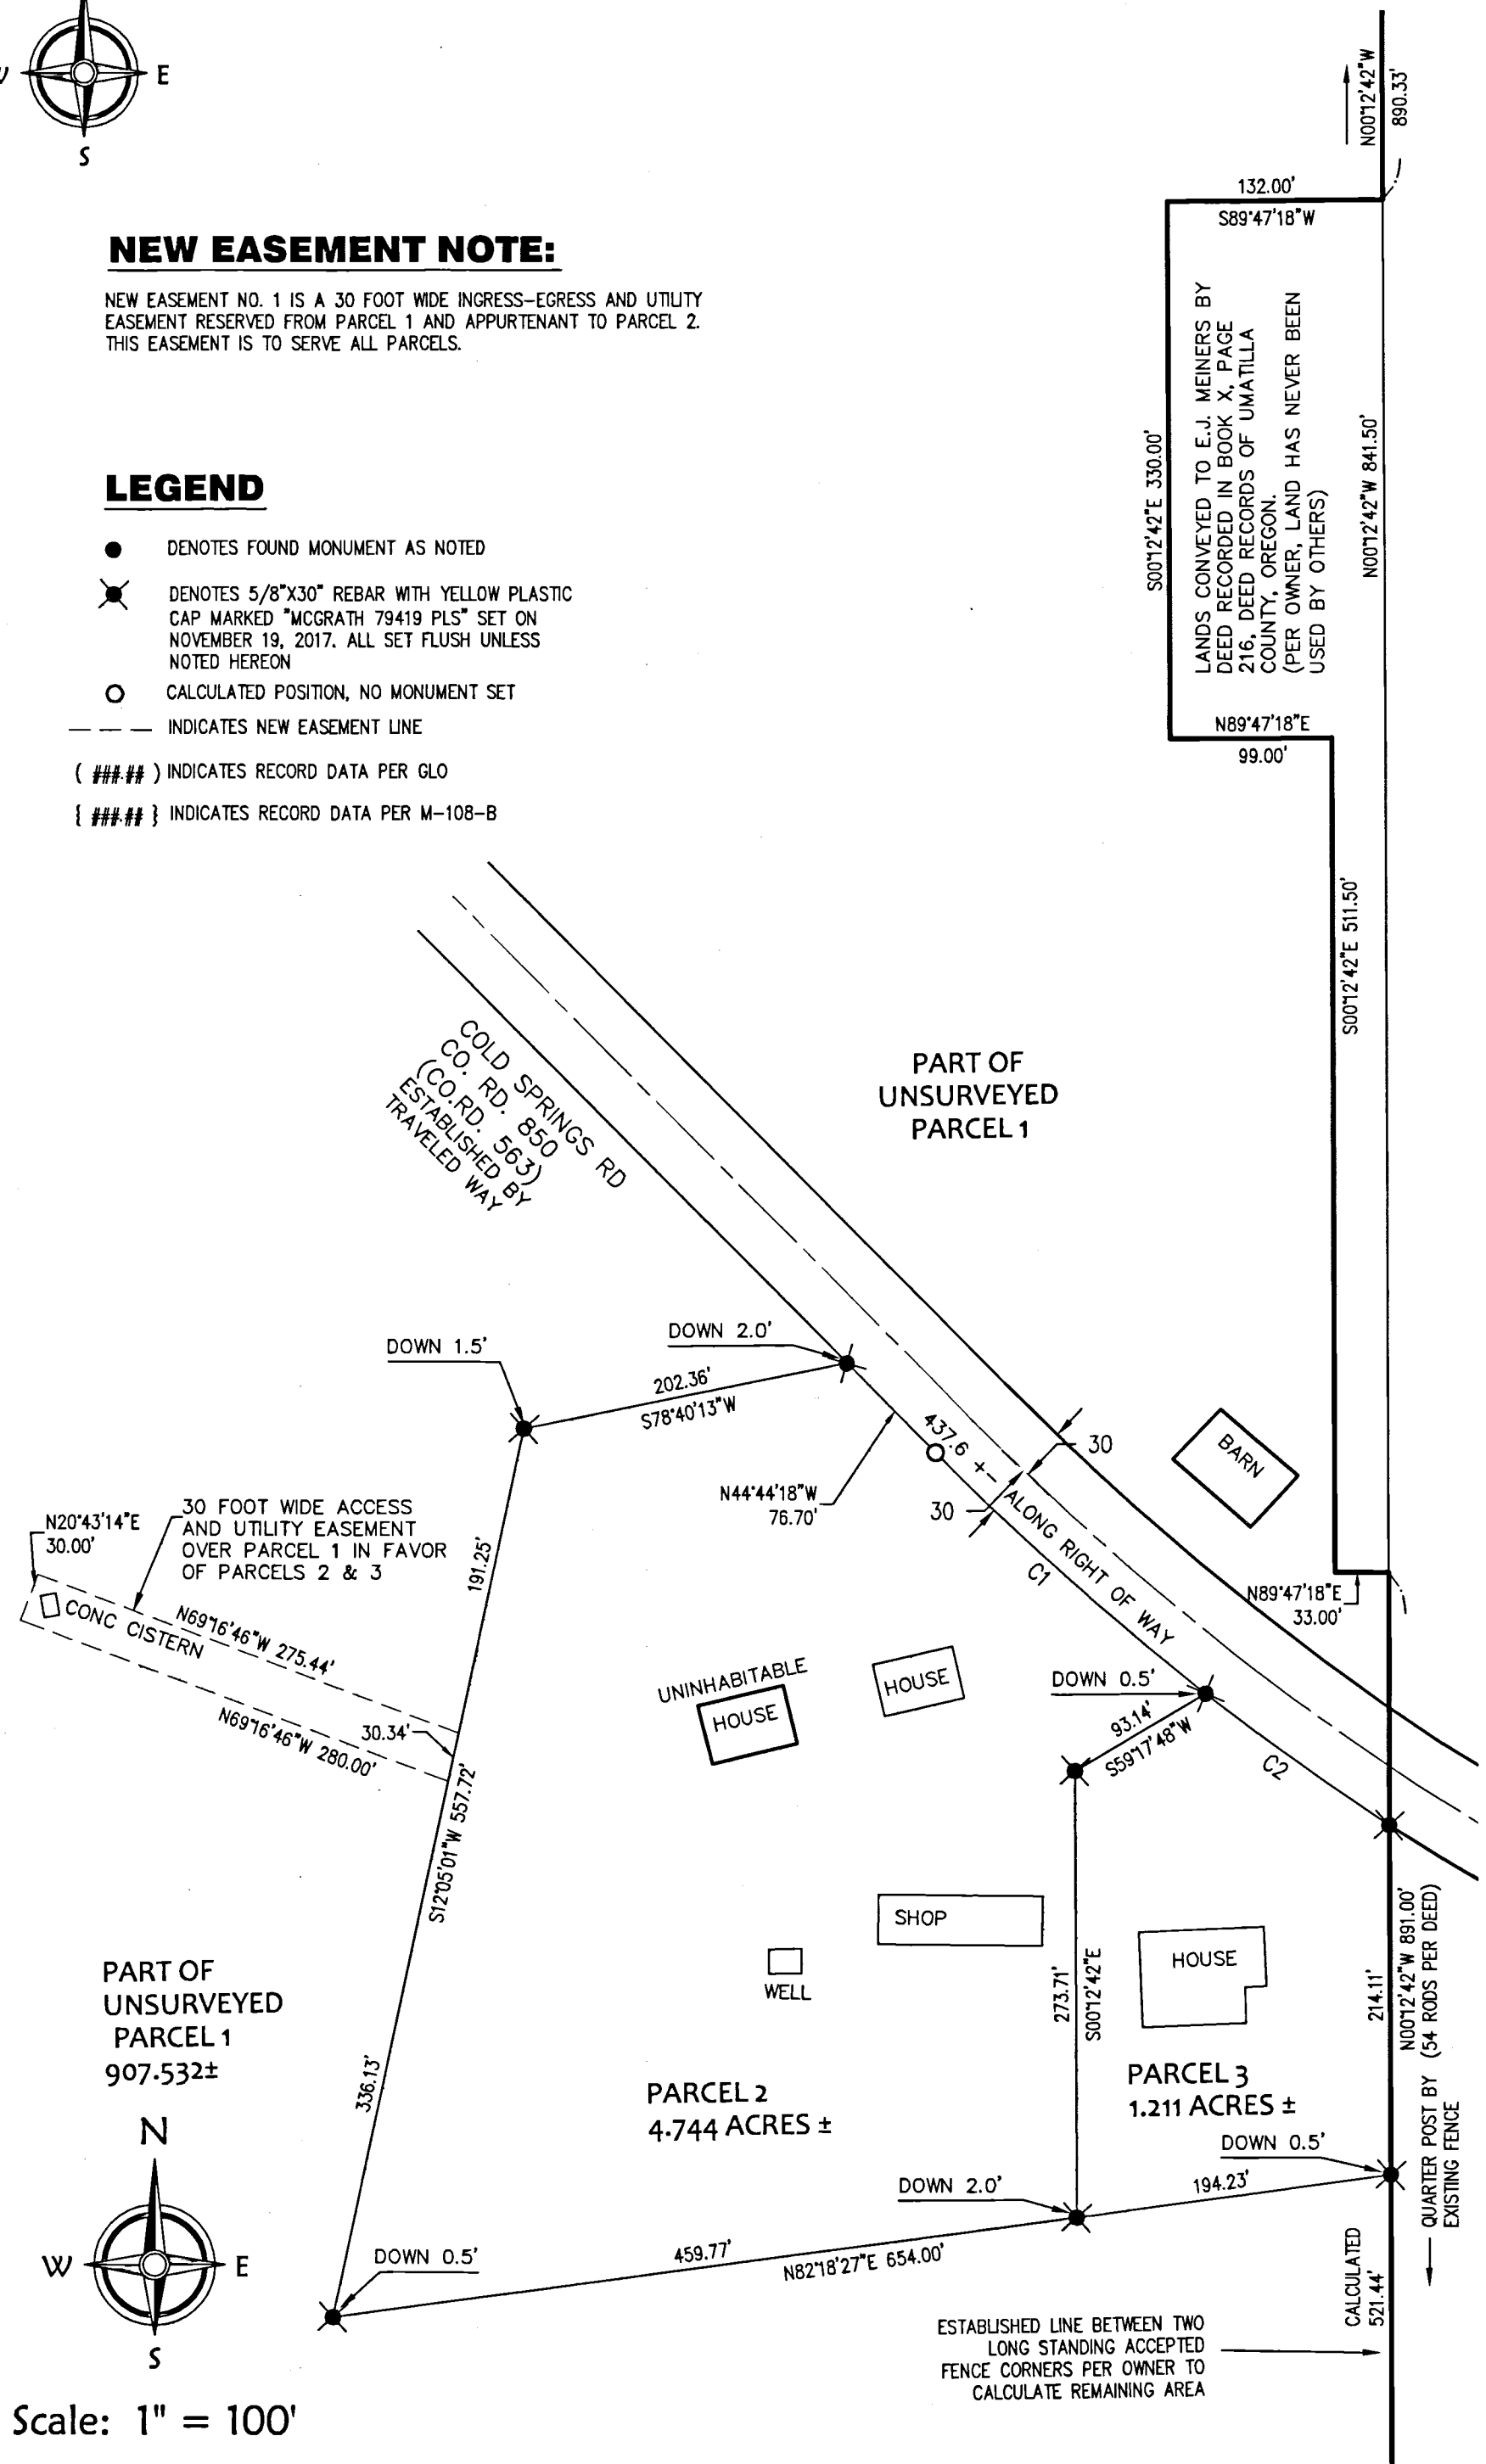 E
S
NEW EASEMENT NOTE:
NEW EASEMENT NO. 1 IS A 30 FOOT WIDE INGRESS-EGRESS AND UTILITY
EASEMENT RESERVED FROM PARCEL 1 AND APPURTENANT TO PARCEL 2.
THIS EASEMENT IS TO SERVE ALL PARCELS.
LEGEND
DENOTES FOUND MONUMENT AS NOTED
DENOTES 5/8"X30" REBAR WITH YELLOW PLASTIC
CAP MARKED "MCGRATH 79419 PLS" SET ON
NOVEMBER 19, 2017. ALL SET FLUSH UNLESS
NOTED HEREON
CALCULATED POSITION, NO MONUMENT SET
INDICATES NEW EASEMENT LINE
( ###.## ) INDICATES RECORD DATA PER GLO
{ ###.## } INDICATES RECORD DATA PER M-108-B
N00°12'42"W
890.33'
132.00'
S89°47'18"W
S00°12'42"E 330.00'
LANDS CONVEYED TO E.J. MEINERS BY
DEED RECORDED IN BOOK X, PAGE
216, DEED RECORDS OF UMATILLA
COUNTY, OREGON.
(PER OWNER, LAND HAS NEVER BEEN
USED BY OTHERS)
N00°12'42"W 841.50'
N89°47'18"E
99.00'
S00°12'42"E 511.50'
COLD SPRINGS RD
CO. RD. 850
(CO.RD. 563)
ESTABLISHED BY
TRAVELED WAY
PART OF
UNSURVEYED
PARCEL 1
DOWN 1.5'
DOWN 2.0'
202.36'
S78°40'13"W
N44°44'18"W
76.70'
437.6 +- ALONG RIGHT OF WAY
30
30
C1
BARN
N89°47'18"E
33.00'
N20°43'14"E
30.00'
30 FOOT WIDE ACCESS
AND UTILITY EASEMENT
OVER PARCEL 1 IN FAVOR
OF PARCELS 2 & 3
191.25'
CONC CISTERN
N69°16'46"W 275.44'
N69°16'46"W 280.00'
30.34'
S12°05'01"W 557.72'
UNINHABITABLE
HOUSE
HOUSE
DOWN 0.5'
93.14'
S59°17'48"W
C2
SHOP
WELL
HOUSE
273.71'
S00°12'42"E
214.11'
N00°12'42"W 891.00'
(54 RODS PER DEED)
PART OF
UNSURVEYED
PARCEL 1
907.532±
336.13'
PARCEL 2
4.744 ACRES ±
PARCEL 3
1.211 ACRES ±
DOWN 0.5'
194.23'
DOWN 2.0'
QUARTER POST BY
EXISTING FENCE
N
W
E
S
DOWN 0.5'
459.77'
N82°18'27"E 654.00'
CALCULATED
521.44'
ESTABLISHED LINE BETWEEN TWO
LONG STANDING ACCEPTED
FENCE CORNERS PER OWNER TO
CALCULATE REMAINING AREA
Scale: 1" = 100'